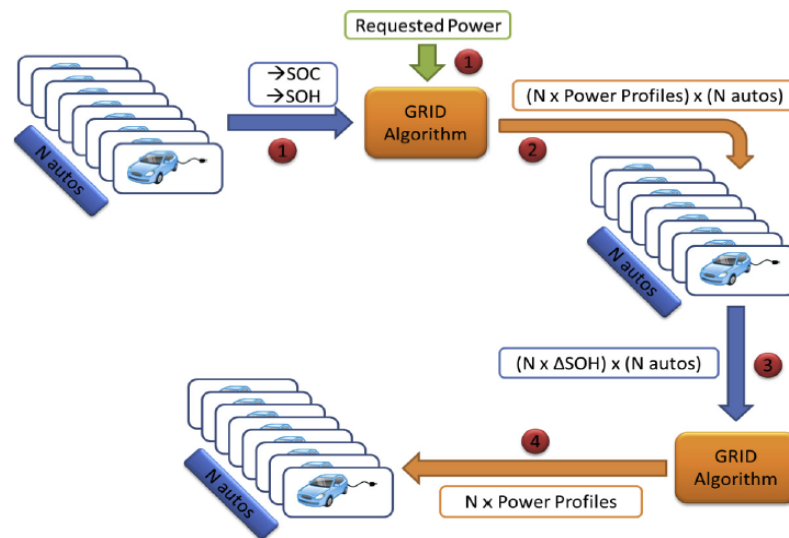 Requested Power
1
→SOC
→SOH
GRID
Algorithm
(N x Power Profiles) x (N autos)
1
2
N autos
N autos
(N x ΔSOH) x (N autos)
3
4
GRID
Algorithm
N x Power Profiles
N autos